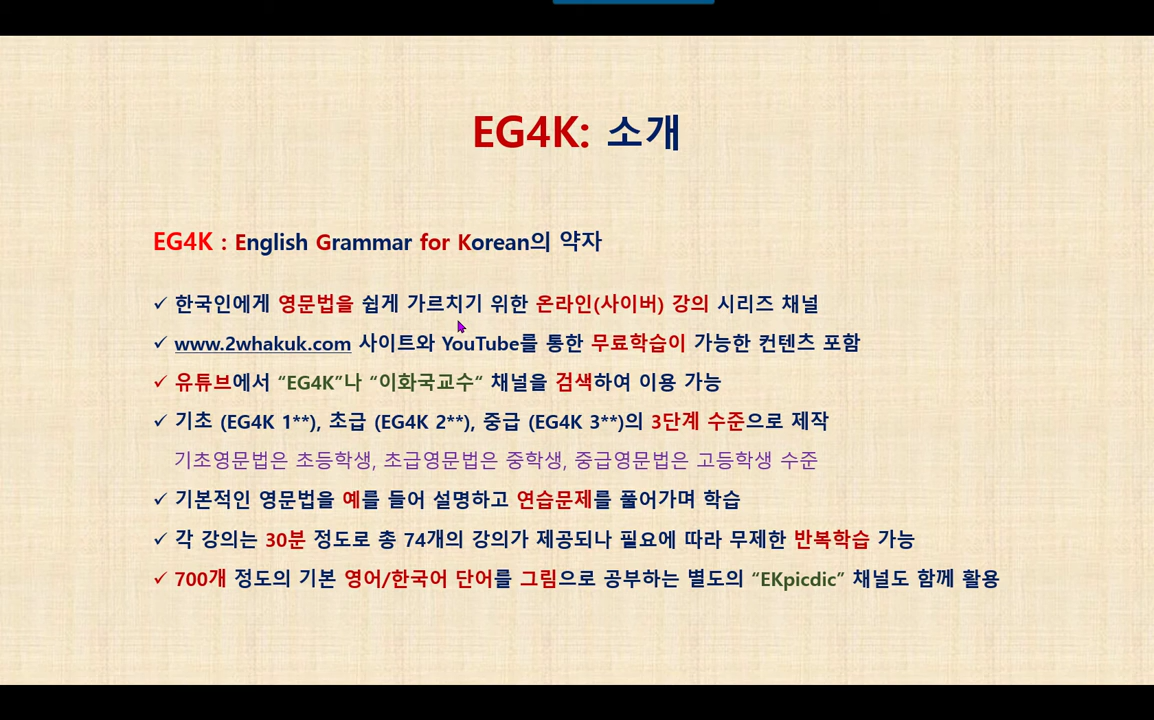 EG4K: 소개
EG4K : English Grammar for Korean의 약자
✓ 한국인에게 영문법을 쉽게 가르치기 위한 온라인(사이버) 강의 시리즈 채널
✓ www.2whakuk.com 사이트와 YouTube를 통한 무료학습이 가능한 컨텐츠 포함
✓ 유튜브에서 “EG4K”나 “이화국교수“ 채널을 검색하여 이용 가능
✓ 기초 (EG4K 1**), 초급 (EG4K 2**), 중급 (EG4K 3**)의 3단계 수준으로 제작
기초영문법은 초등학생, 초급영문법은 중학생, 중급영문법은 고등학생 수준
✓ 기본적인 영문법을 예를 들어 설명하고 연습문제를 풀어가며 학습
✓ 각 강의는 30분 정도로 총 74개의 강의가 제공되나 필요에 따라 무제한 반복학습 가능
✓ 700개 정도의 기본 영어/한국어 단어를 그림으로 공부하는 별도의 “EKpicdic” 채널도 함께 활용